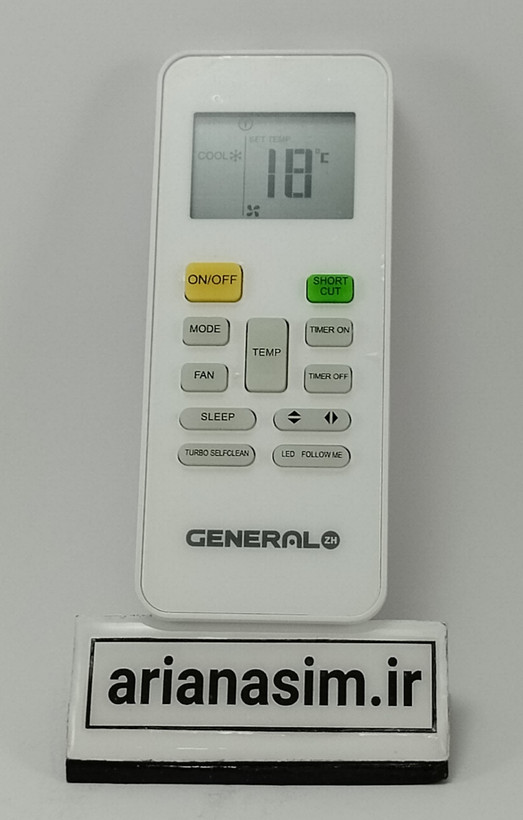 SET TEMP
COOL
18°C
ON/OFF
SHORT
CUT
MODE
TEMP
TIMER ON
FAN
TIMER OFF
SLEEP
TURBO SELFCLEAN
LED FOLLOW ME
GENERAL ZH
arianasim.ir